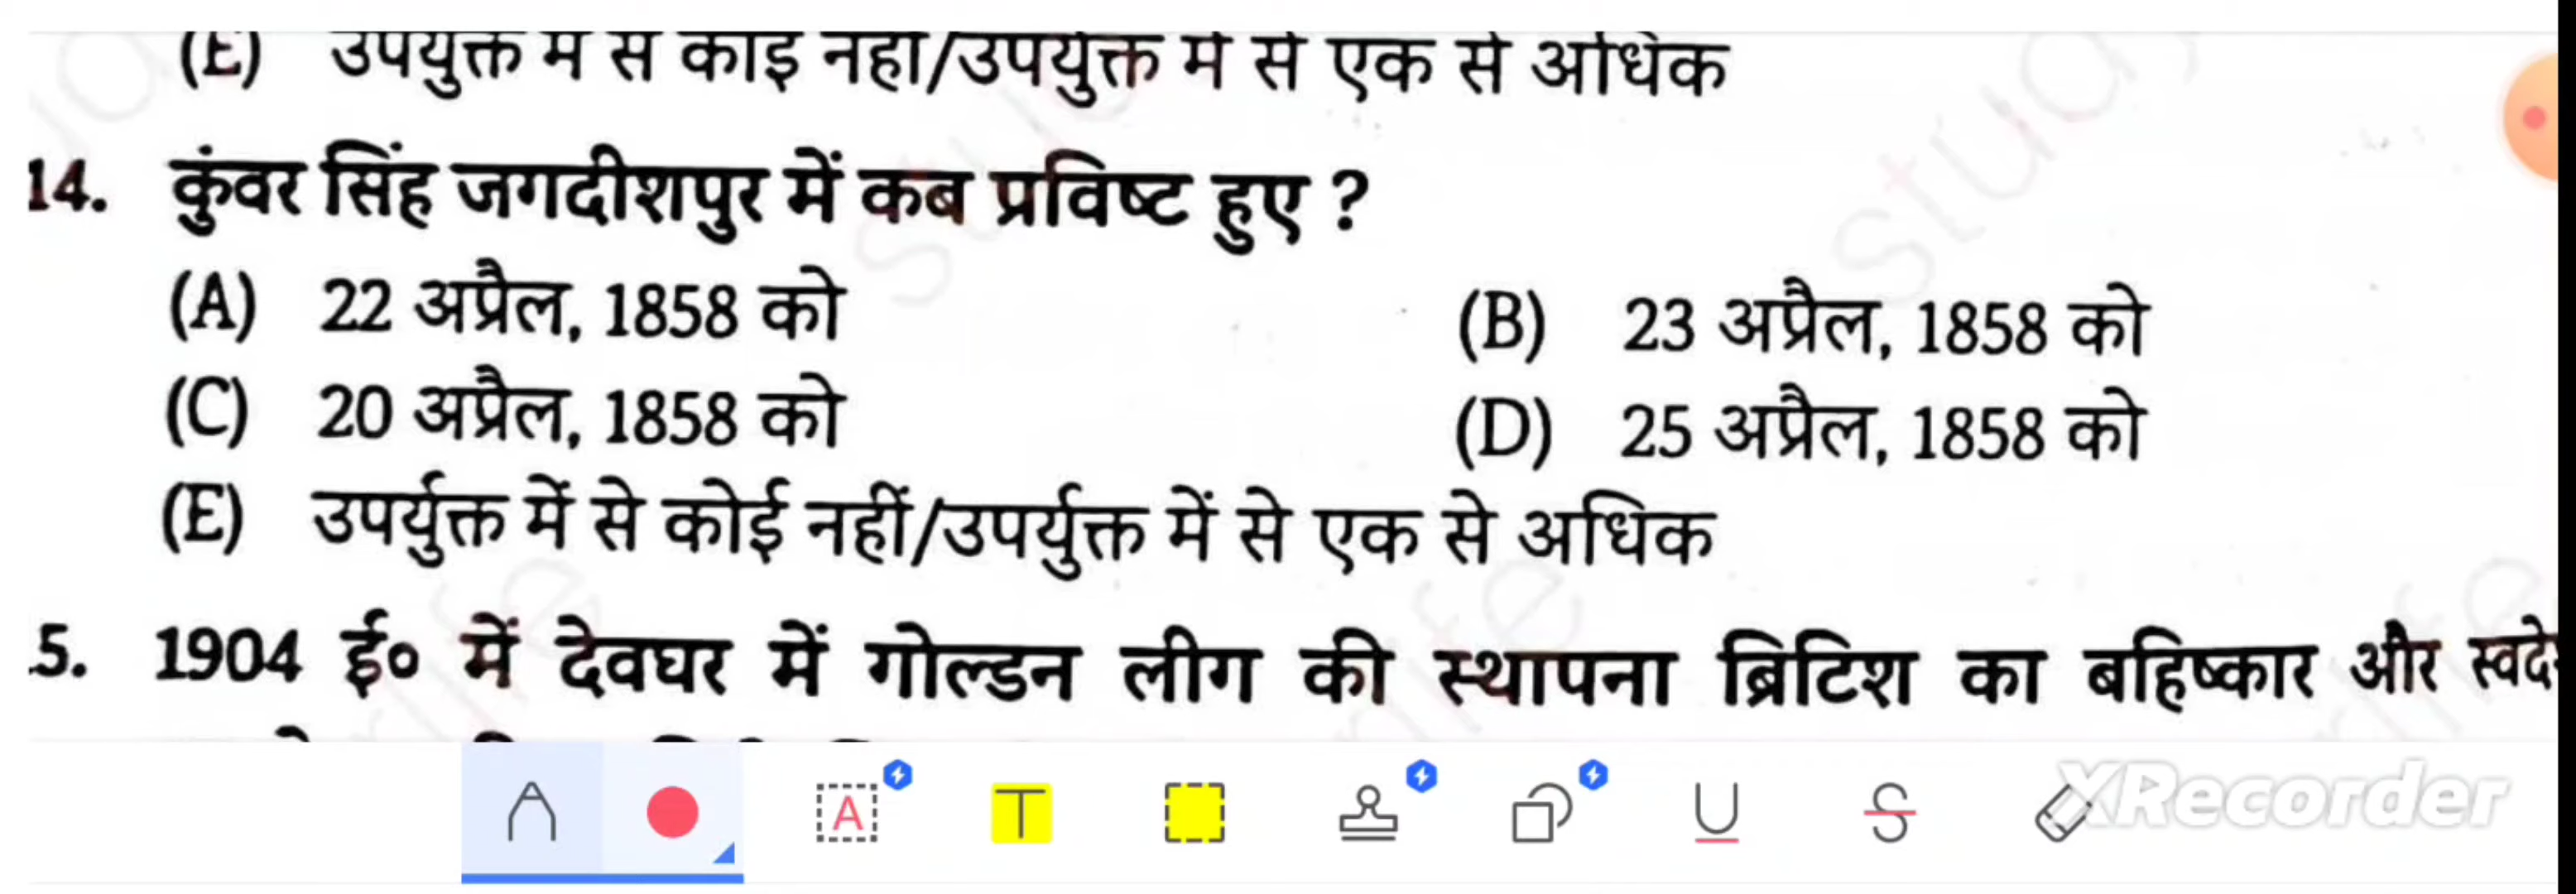 (E) उपर्युक्त में से कोई नहीं/उपर्युक्त में से एक से अधिक
14. कुंवर सिंह जगदीशपुर में कब प्रविष्ट हुए ?
(A) 22 अप्रैल, 1858 को (B) 23 अप्रैल, 1858 को
(C) 20 अप्रैल, 1858 को (D) 25 अप्रैल, 1858 को
(E) उपर्युक्त में से कोई नहीं/उपर्युक्त में से एक से अधिक
5. 1904 ई० में देवघर में गोल्डन लीग की स्थापना ब्रिटिश का बहिष्कार और
XRecorder